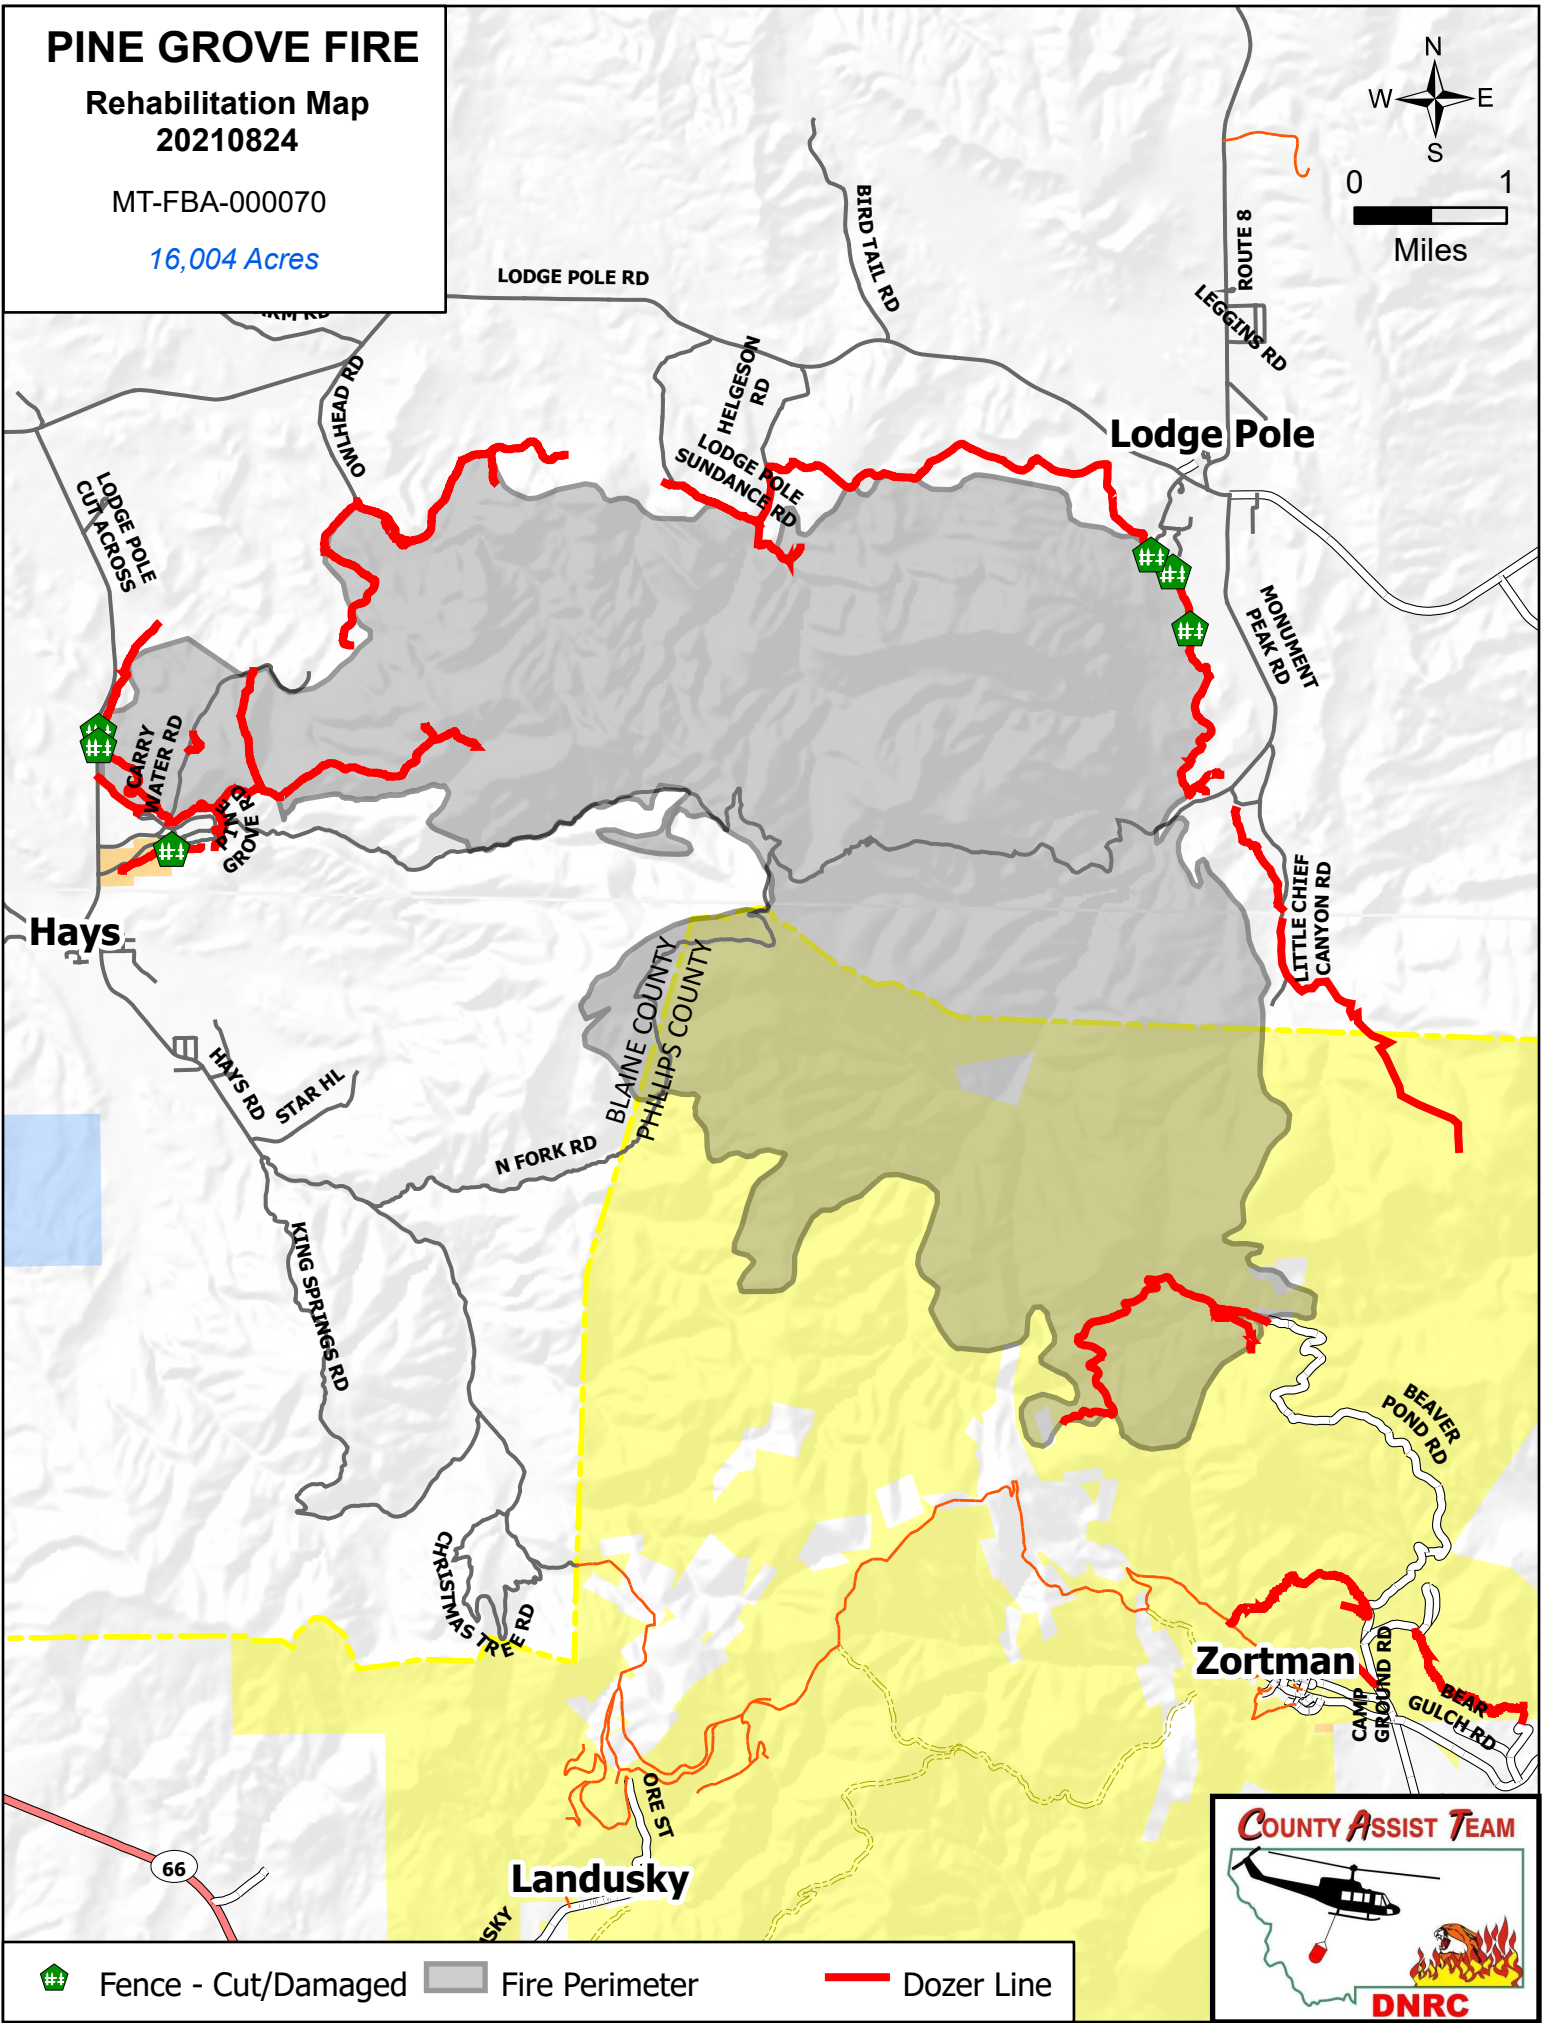 PINE GROVE FIRE
Rehabilitation Map
20210824
MT-FBA-000070
16,004 Acres
N
W E
S
0 1
Miles
LODGE POLE RD
BIRD TAIL RD
ROUTE 8
LEGGINS RD
OWLHEAD RD
HELGESON
RD
LODGE POLE
SUNDANCE RD
Lodge Pole
LODGE POLE
CUT ACROSS
MONUMENT
PEAK RD
CARRY
WATER RD
PINE
GROVE RD
LITTLE CHIEF
CANYON RD
Hays
BLAINE COUNTY
PHILLIPS COUNTY
HAYS RD
STAR HL
N FORK RD
KING SPRINGS RD
BEAVER
POND RD
CHRISTMAS TREE RD
Zortman
CAMP
GROUND RD
BEAR
GULCH RD
ORE ST
66
Landusky
COUNTY ASSIST TEAM
DNRC
Fence - Cut/Damaged
Fire Perimeter
Dozer Line